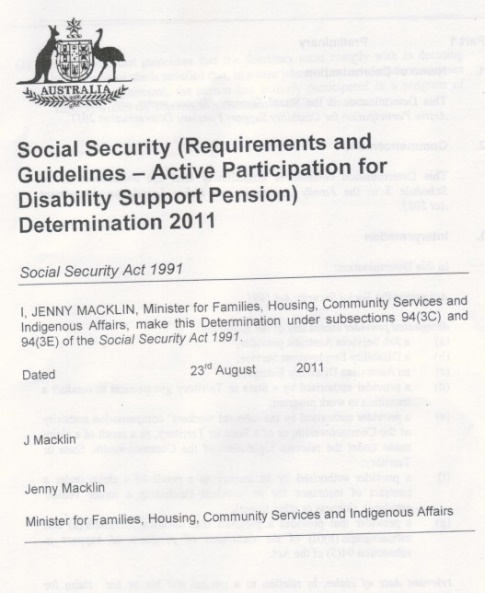 AUSTRALIA
Social Security (Requirements and
Guidelines – Active Participation for
Disability Support Pension)
Determination 2011
Social Security Act 1991
I, JENNY MACKLIN, Minister for Families, Housing, Community Services and
Indigenous Affairs, make this Determination under subsections 94(3C) and
94(3E) of the Social Security Act 1991.
Dated 23rd August 2011
J Macklin
Jenny Macklin
Minister for Families, Housing, Community Services and Indigenous Affairs